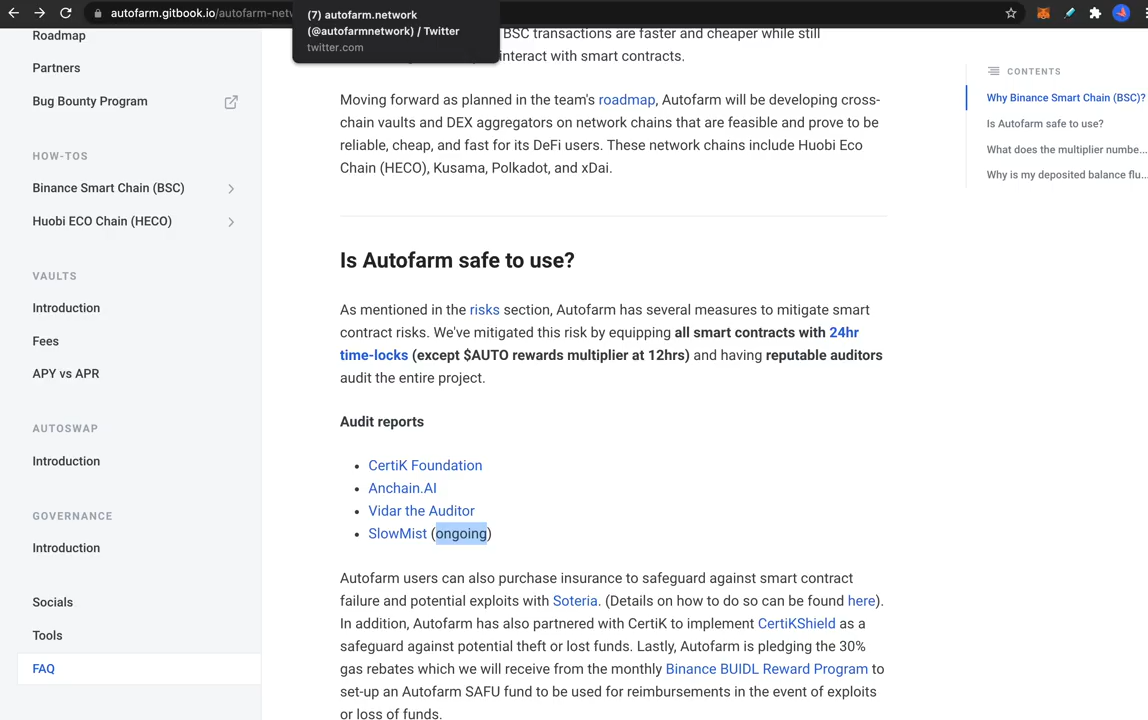 autofarm.gitbook.io/autofarm-netw
(7) autofarm.network
(@autofarmnetwork) / Twitter
twitter.com
Roadmap
Partners
Bug Bounty Program
HOW-TOS
Binance Smart Chain (BSC)
Huobi ECO Chain (HECO)
VAULTS
Introduction
Fees
APY vs APR
AUTOSWAP
Introduction
GOVERNANCE
Introduction
Socials
Tools
FAQ
BSC transactions are faster and cheaper while still
interact with smart contracts.
Moving forward as planned in the team's roadmap, Autofarm will be developing cross-
chain vaults and DEX aggregators on network chains that are feasible and prove to be
reliable, cheap, and fast for its DeFi users. These network chains include Huobi Eco
Chain (HECO), Kusama, Polkadot, and xDai.
Is Autofarm safe to use?
As mentioned in the risks section, Autofarm has several measures to mitigate smart
contract risks. We've mitigated this risk by equipping all smart contracts with 24hr
time-locks (except $AUTO rewards multiplier at 12hrs) and having reputable auditors
audit the entire project.
Audit reports
CertiK Foundation
Anchain.AI
Vidar the Auditor
SlowMist (ongoing)
Autofarm users can also purchase insurance to safeguard against smart contract
failure and potential exploits with Soteria. (Details on how to do so can be found here).
In addition, Autofarm has also partnered with CertiK to implement CertiKShield as a
safeguard against potential theft or lost funds. Lastly, Autofarm is pledging the 30%
gas rebates which we will receive from the monthly Binance BUIDL Reward Program to
set-up an Autofarm SAFU fund to be used for reimbursements in the event of exploits
or loss of funds.
CONTENTS
Why Binance Smart Chain (BSC)?
Is Autofarm safe to use?
What does the multiplier numbe...
Why is my deposited balance flu...